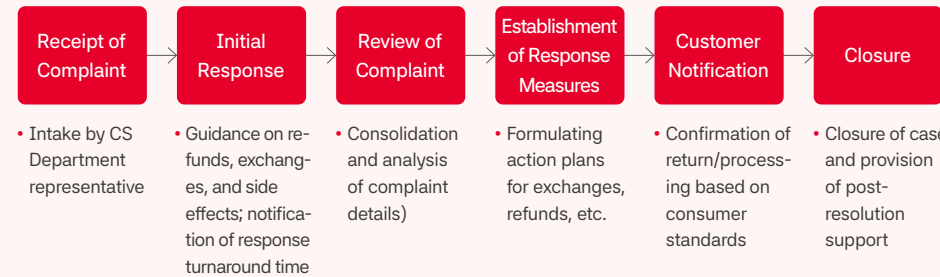 Receipt of
Complaint
Initial
Response
Review of
Complaint
Establishment
of Response
Measures
Customer
Notification
Closure
• Intake by CS
Department
representative
• Guidance on re-
funds, exchang-
es, and side
effects; notifica-
tion of response
turnaround time
• Consolidation
and analysis
of complaint
details)
• Formulating
action plans
for exchanges,
refunds, etc.
• Confirmation of
return/process-
ing based on
consumer
standards
• Closure of case
and provision
of post-
resolution
support